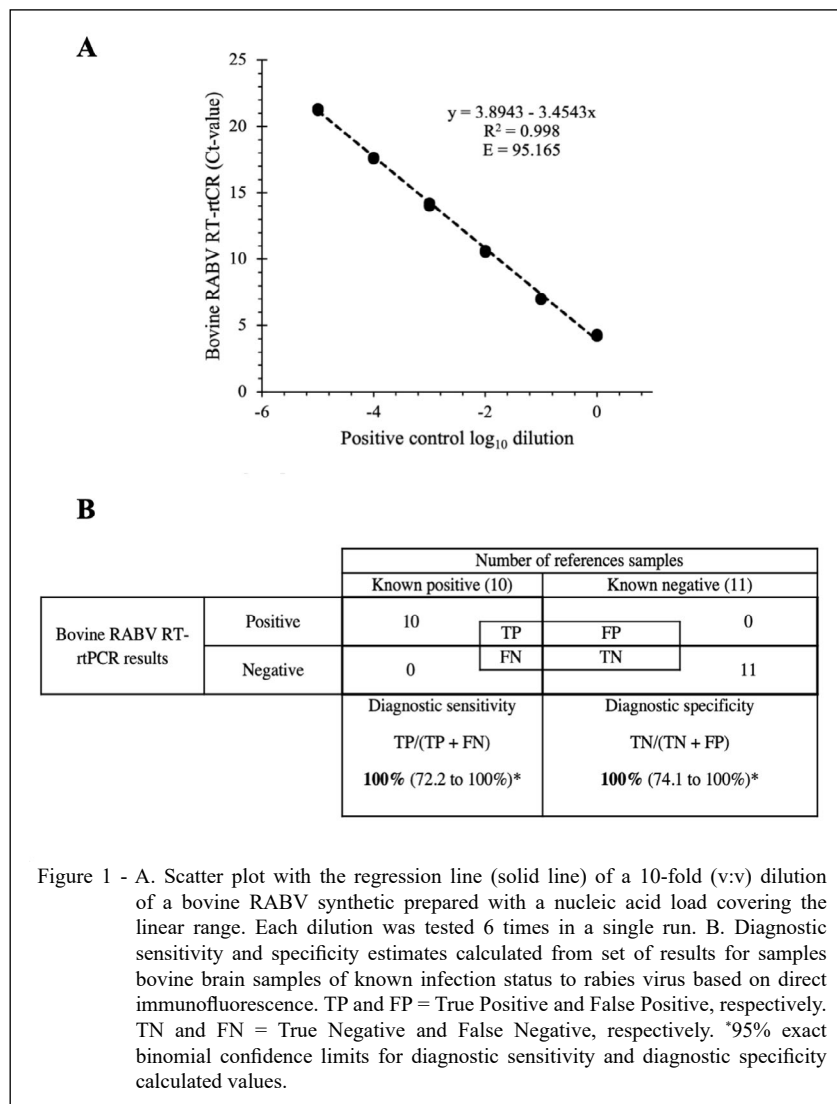 A
25
20
15
10
5
0
Bovine RABV RT-rtCR (Ct-value)
y = 3.8943 - 3.4543x
R² = 0.998
E = 95.165
-6
-4
-2
0
Positive control log₁₀ dilution
B
Number of references samples
Known positive (10)
Known negative (11)
Bovine RABV RT-
rtPCR results
Positive
10
TP
FP
0
Negative
0
FN
TN
11
Diagnostic sensitivity
TP/(TP + FN)
100% (72.2 to 100%)*
Diagnostic specificity
TN/(TN + FP)
100% (74.1 to 100%)*
Figure 1 - A. Scatter plot with the regression line (solid line) of a 10-fold (v:v) dilution
of a bovine RABV synthetic prepared with a nucleic acid load covering the
linear range. Each dilution was tested 6 times in a single run. B. Diagnostic
sensitivity and specificity estimates calculated from set of results for samples
bovine brain samples of known infection status to rabies virus based on direct
immunofluorescence. TP and FP = True Positive and False Positive, respectively.
TN and FN = True Negative and False Negative, respectively. *95% exact
binomial confidence limits for diagnostic sensitivity and diagnostic specificity
calculated values.